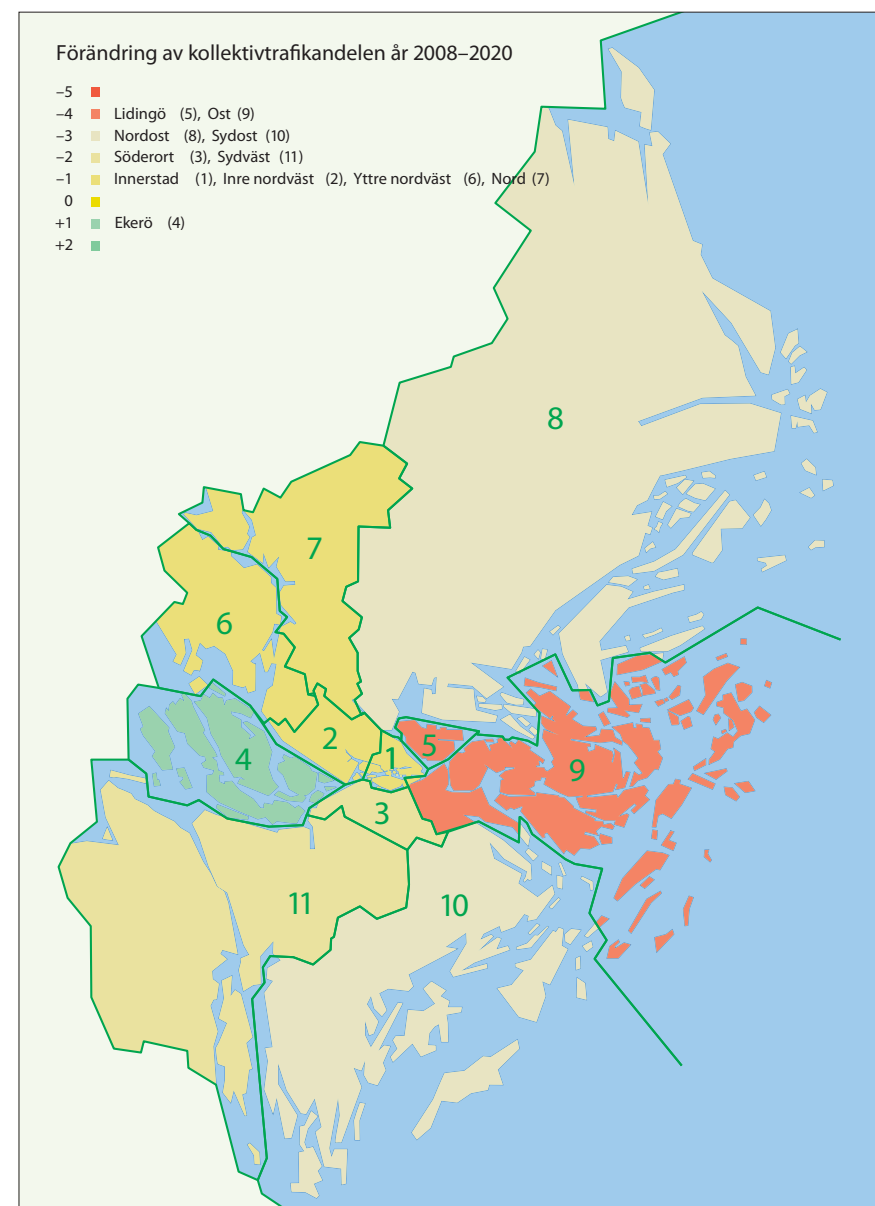 Förändring av kollektivtrafikandelen år 2008–2020
–5
–4 Lidingö (5), Ost (9)
–3 Nordost (8), Sydost (10)
–2 Söderort (3), Sydväst (11)
–1 Innerstad (1), Inre nordväst (2), Yttre nordväst (6), Nord (7)
0
+1 Ekerö (4)
+2
8
7
6
2
5
1
4
9
3
11
10